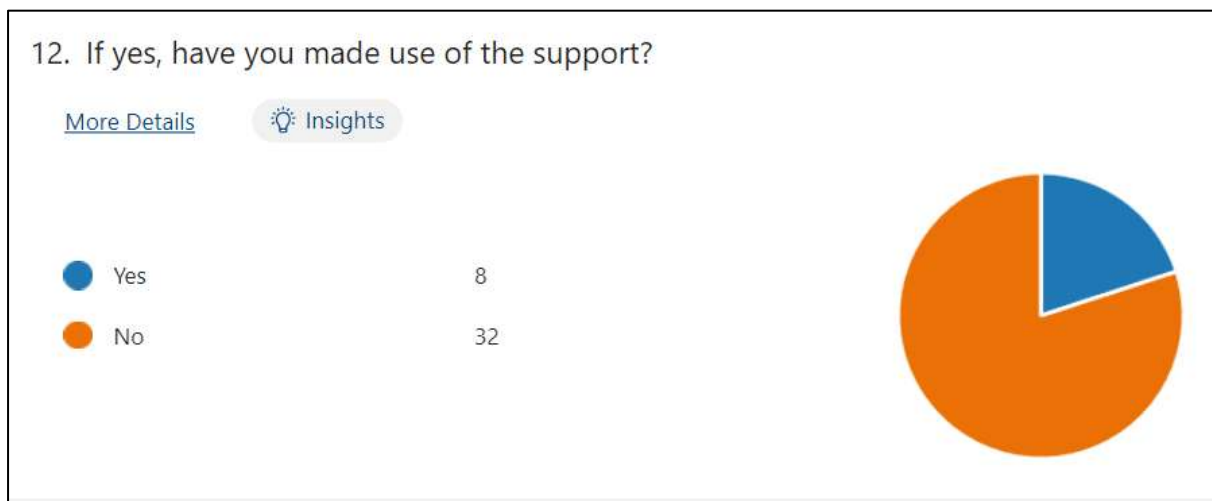 12. If yes, have you made use of the support?
More Details Insights
Yes 8
No 32